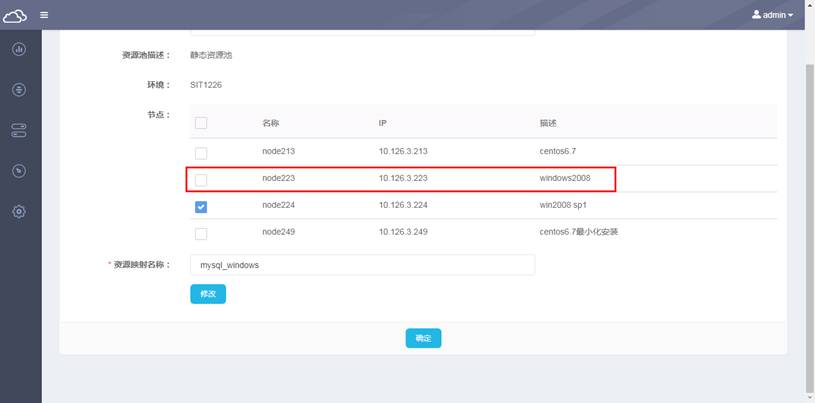 admin
资源池描述： 静态资源池
环境： SIT1226
节点：
名称 IP 描述
node213 10.126.3.213 centos6.7
node223 10.126.3.223 windows2008
node224 10.126.3.224 win2008 sp1
node249 10.126.3.249 centos6.7最小化安装
* 资源映射名称： mysql_windows
修改
确定